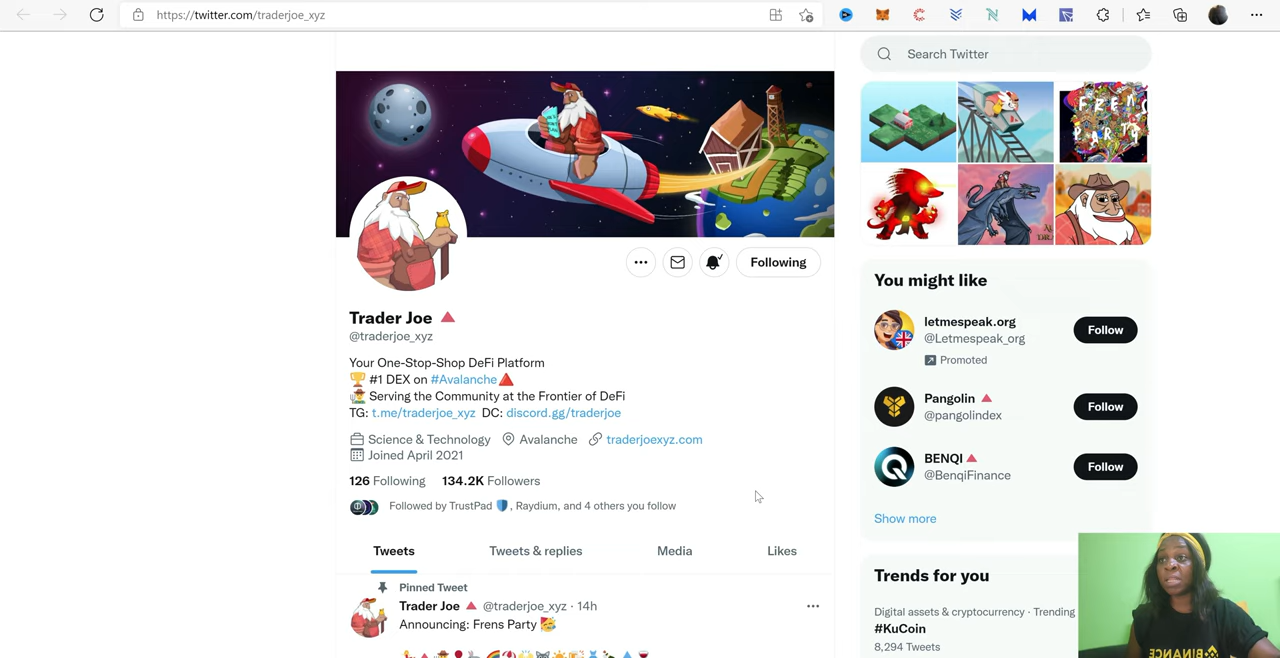 https://twitter.com/traderjoe_xyz
Search Twitter
FRENS
PARTY
Following
Trader Joe
@traderjoe_xyz
Your One-Stop-Shop DeFi Platform
🏆 #1 DEX on #Avalanche🔺
👨‍🌾 Serving the Community at the Frontier of DeFi
TG: t.me/traderjoe_xyz DC: discord.gg/traderjoe
Science & Technology Avalanche traderjoexyz.com
Joined April 2021
126 Following 134.2K Followers
Followed by TrustPad 🛡, Raydium, and 4 others you follow
Tweets Tweets & replies Media Likes
Pinned Tweet
Trader Joe 🔺 @traderjoe_xyz · 14h
Announcing: Frens Party 🥳
You might like
letmespeak.org
@Letmespeak_org
Promoted
Follow
Pangolin 🔺
@pangolindex
Follow
BENQI 🔺
@BenqiFinance
Follow
Show more
Trends for you
Digital assets & cryptocurrency · Trending
#KuCoin
8,294 Tweets
BINANCE